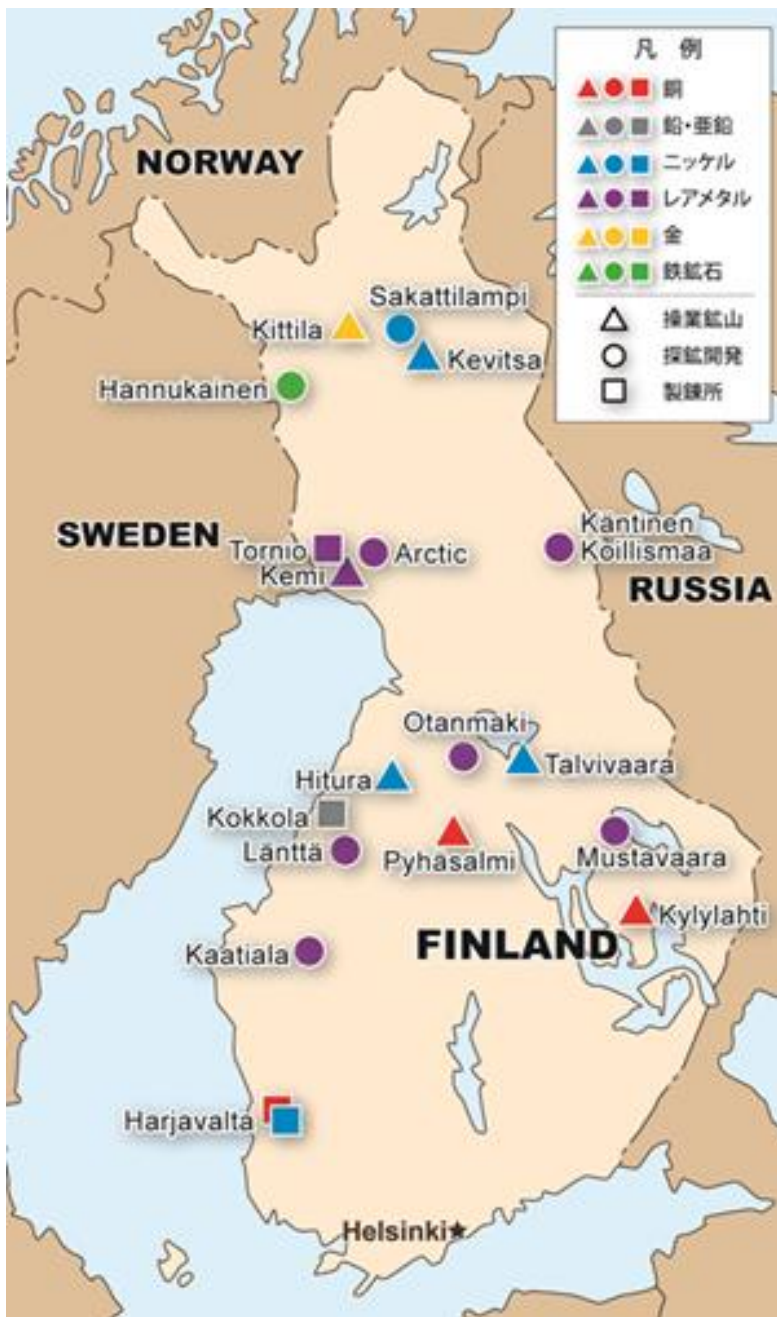 凡 例
銅
鉛・亜鉛
ニッケル
レアメタル
金
鉄鉱石
操業鉱山
探鉱開発
製錬所
NORWAY
Sakattilampi
Kittila
Kevitsa
Hannukainen
SWEDEN
Tornio
Arctic
Kemi
Käntinen
Koillismaa
RUSSIA
Otanmaki
Hitura
Talvivaara
Kokkola
Länttä
Pyhasalmi
Mustavaara
Kylylahti
Kaatiala
FINLAND
Harjavalta
Helsinki